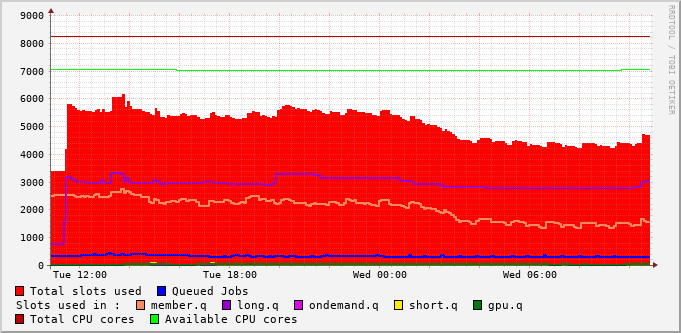 9000
8000
7000
6000
5000
4000
3000
2000
1000
0
Tue 12:00 Tue 18:00 Wed 00:00 Wed 06:00
RRDTOOL / TOBI OETIKER
Total slots used Queued Jobs
Slots used in : member.q long.q ondemand.q short.q gpu.q
Total CPU cores Available CPU cores